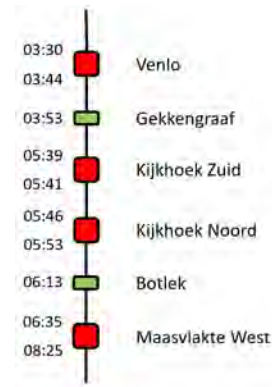 03:30
Venlo
03:44
03:53 Gekkengraaf
05:39
Kijkhoek Zuid
05:41
05:46
Kijkhoek Noord
05:53
06:13 Botlek
06:35
Maasvlakte West
08:25